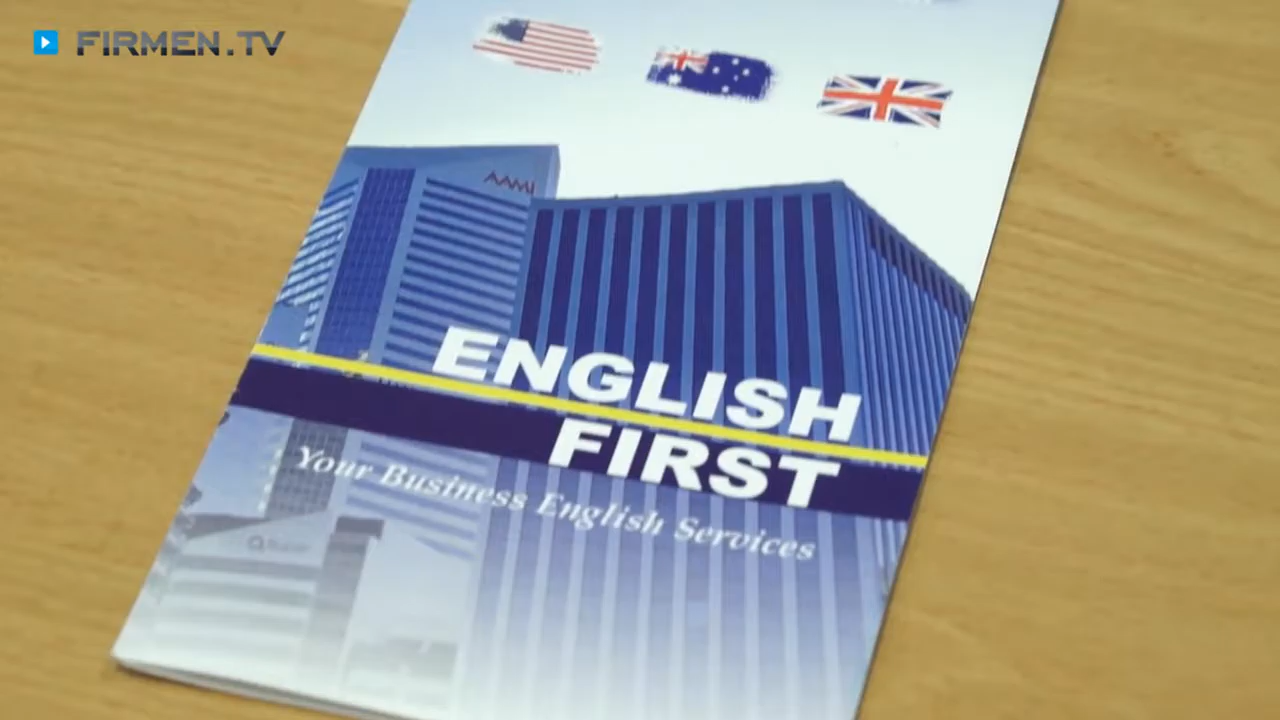 FIRMEN.TV
AAMI
ENGLISH
FIRST
Your Business English Services